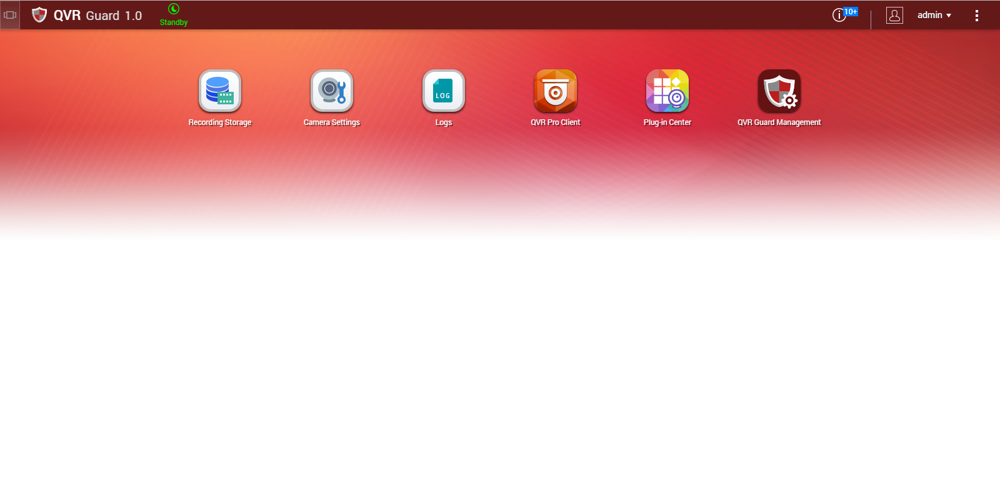 QVR Guard 1.0
Standby
10+
admin
LOG
Recording Storage
Camera Settings
Logs
QVR Pro Client
Plug-in Center
QVR Guard Management